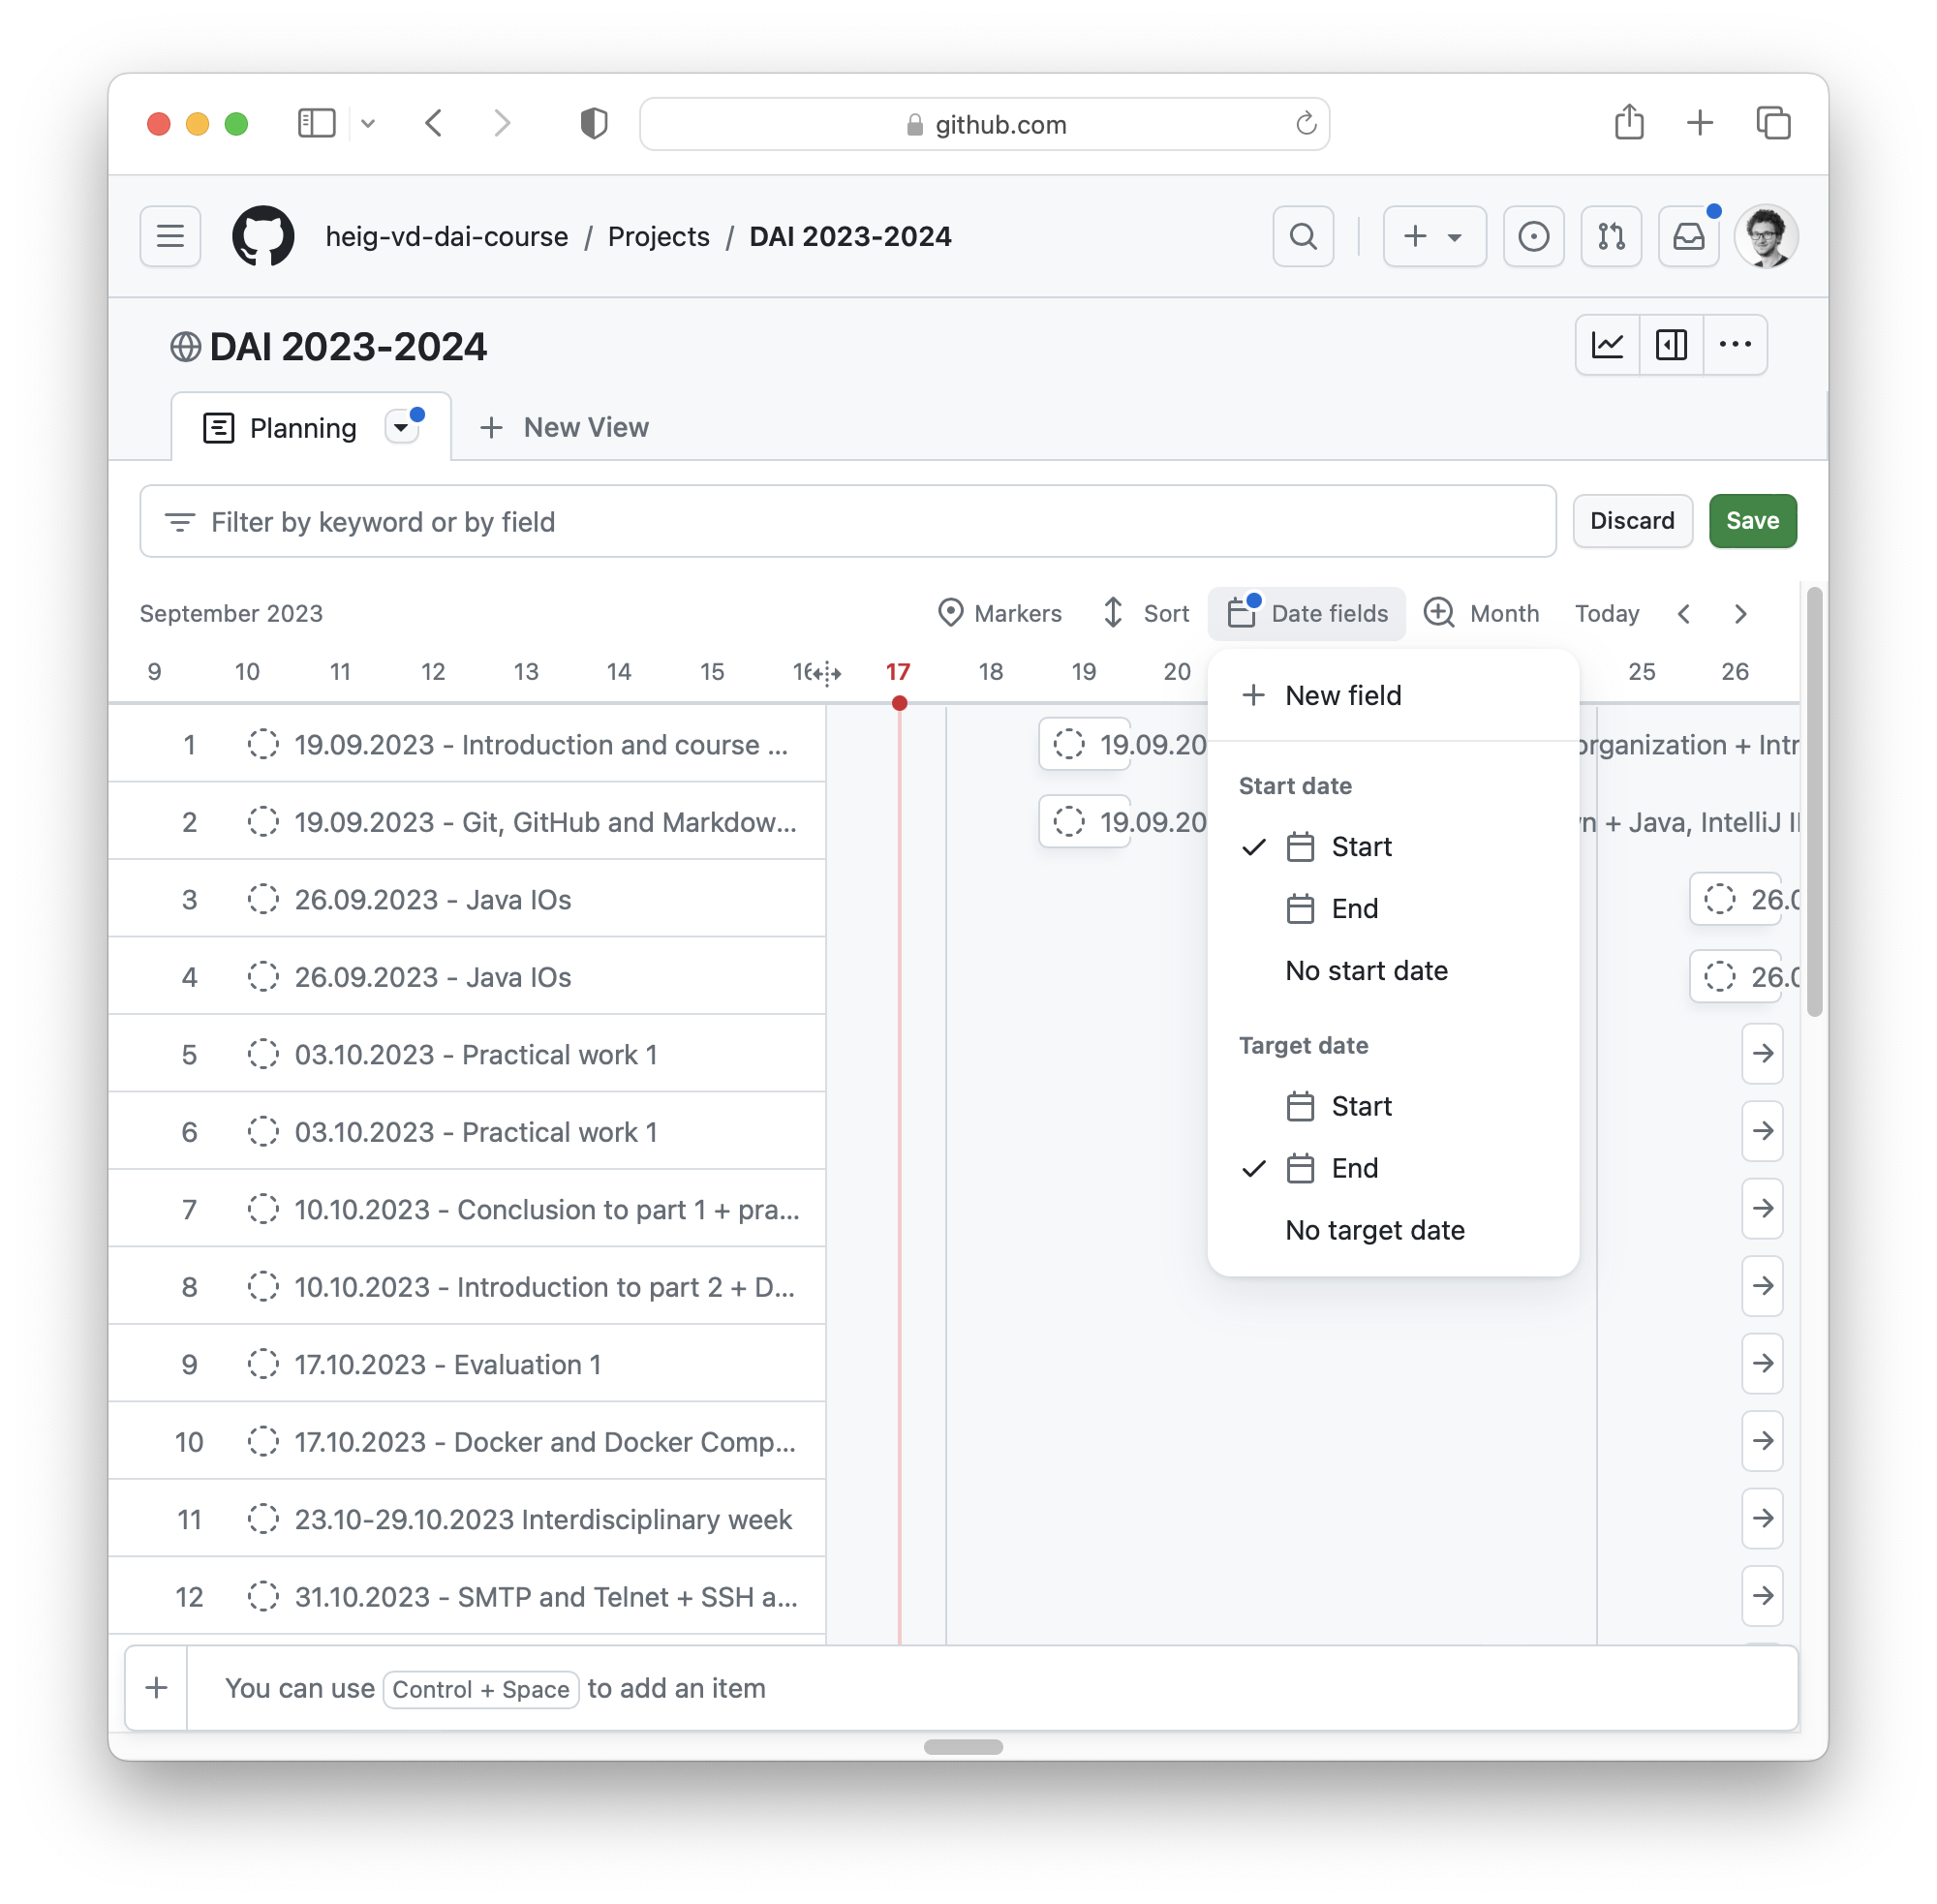 github.com
heig-vd-dai-course / Projects / DAI 2023-2024
DAI 2023-2024
Planning
New View
Filter by keyword or by field
Discard
Save
September 2023
Markers
Sort
Date fields
Month
Today
9 10 11 12 13 14 15 16 17 18 19 20 25 26
New field
Start date
Start
End
No start date
Target date
Start
End
No target date
1 19.09.2023 - Introduction and course ...
19.09.20
organization + Intr
2 19.09.2023 - Git, GitHub and Markdow...
19.09.20
n + Java, IntelliJ I
3 26.09.2023 - Java IOs
26.0
4 26.09.2023 - Java IOs
26.0
5 03.10.2023 - Practical work 1
6 03.10.2023 - Practical work 1
7 10.10.2023 - Conclusion to part 1 + pra...
8 10.10.2023 - Introduction to part 2 + D...
9 17.10.2023 - Evaluation 1
10 17.10.2023 - Docker and Docker Comp...
11 23.10-29.10.2023 Interdisciplinary week
12 31.10.2023 - SMTP and Telnet + SSH a...
You can use Control + Space to add an item